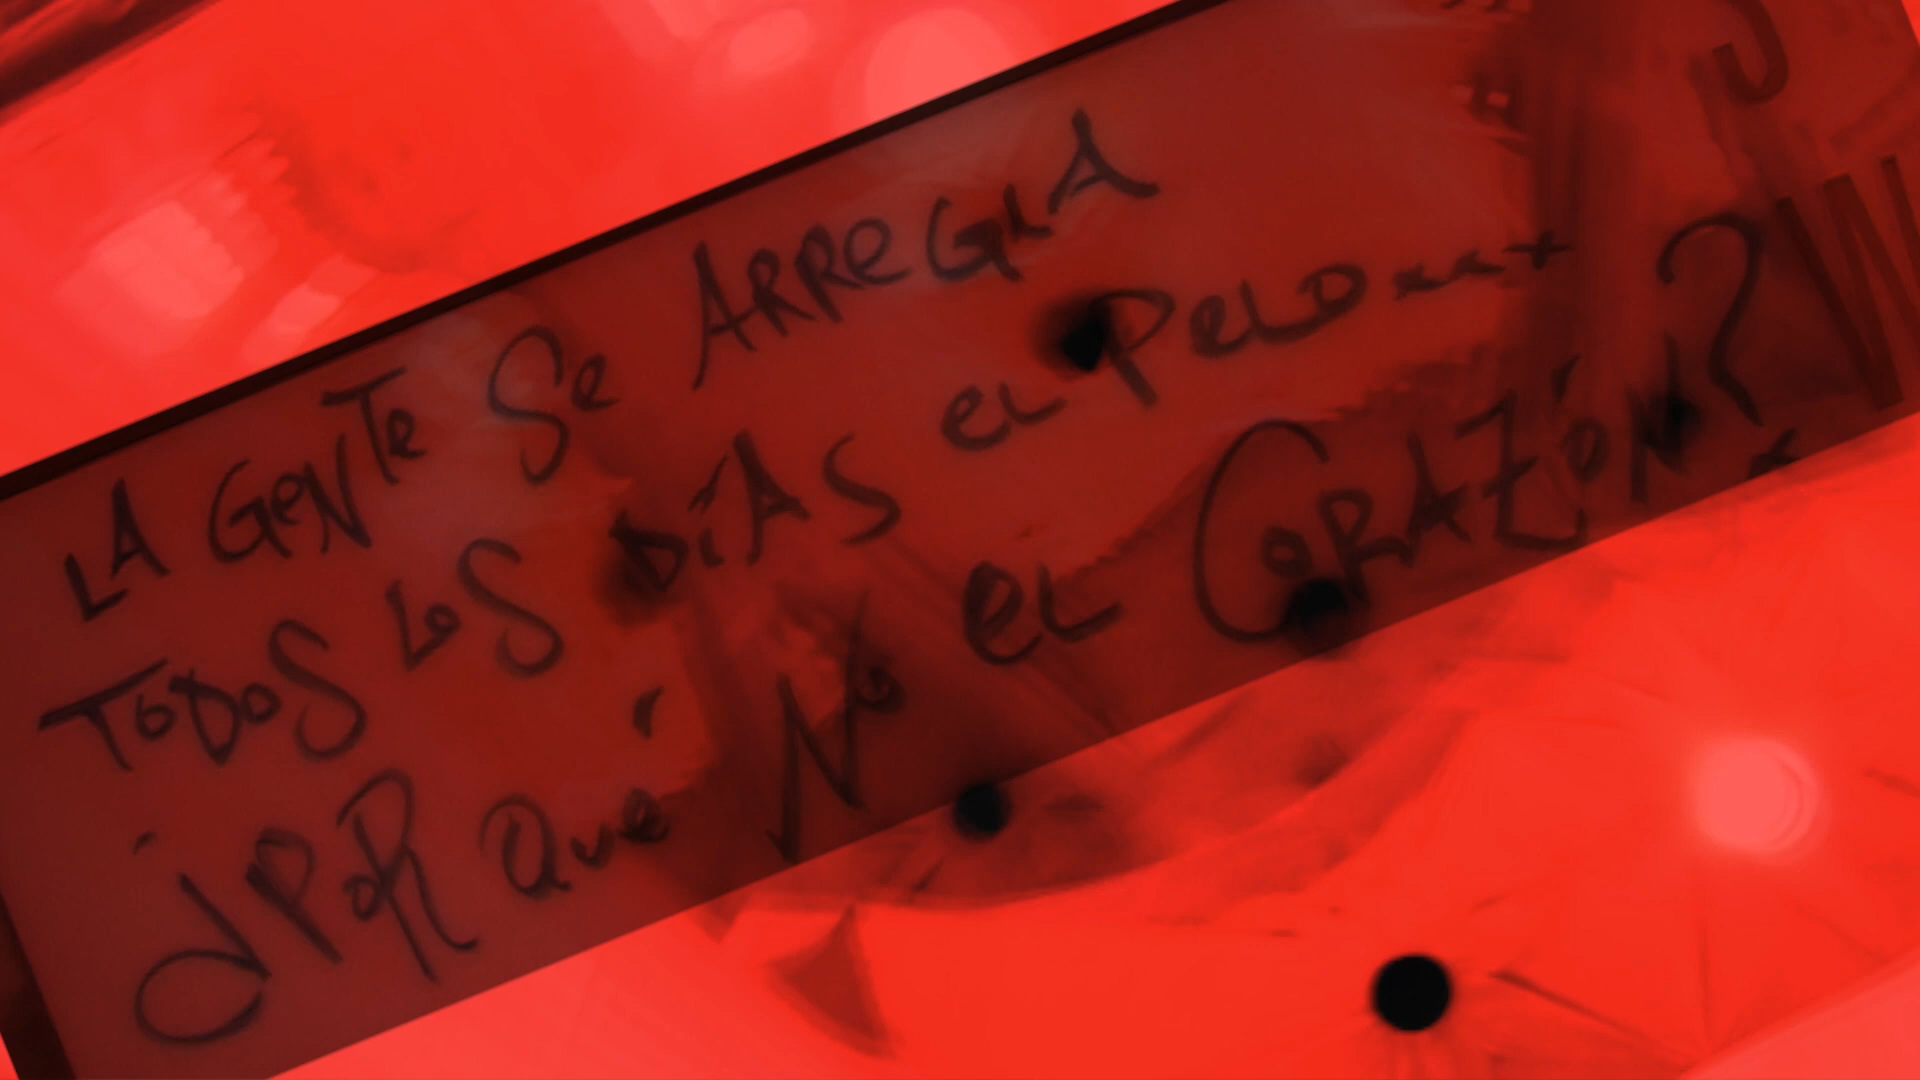 LA GENTE SE ARREGLA
TODOS LOS DÍAS EL PELO....
¿POR QUÉ NO EL CORAZÓN?